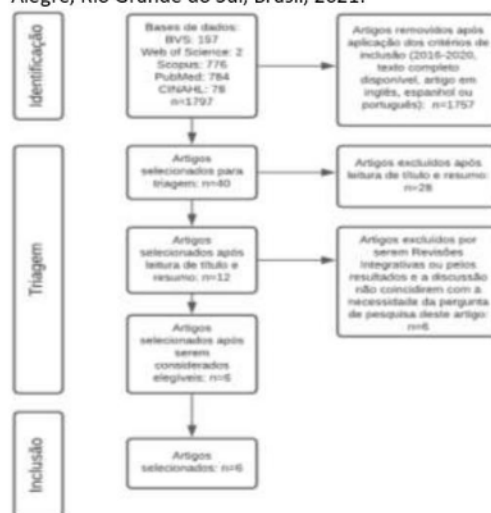 Alegre, Rio Grande do Sul, Brasil, 2021.
Identificação
Bases de dados:
BVS: 157
Web of Science: 2
Scopus: 776
PubMed: 784
CINAHL: 78
n=1797
Artigos removidos após
aplicação dos critérios de
inclusão (2016-2020,
texto completo
disponível, artigo em
inglês, espanhol ou
português): n=1757
Triagem
Artigos
selecionados para
triagem: n=40
Artigos excluídos após
leitura de título e resumo:
n=28
Artigos
selecionados após
leitura de título e
resumo: n=12
Artigos excluídos por
serem Revisões
Integrativas ou pelos
resultados e a discussão
não coincidirem com a
necessidade da pergunta
de pesquisa deste artigo:
n=6
Artigos
selecionados após
serem
considerados
elegíveis: n=6
Inclusão
Artigos
selecionados: n=6